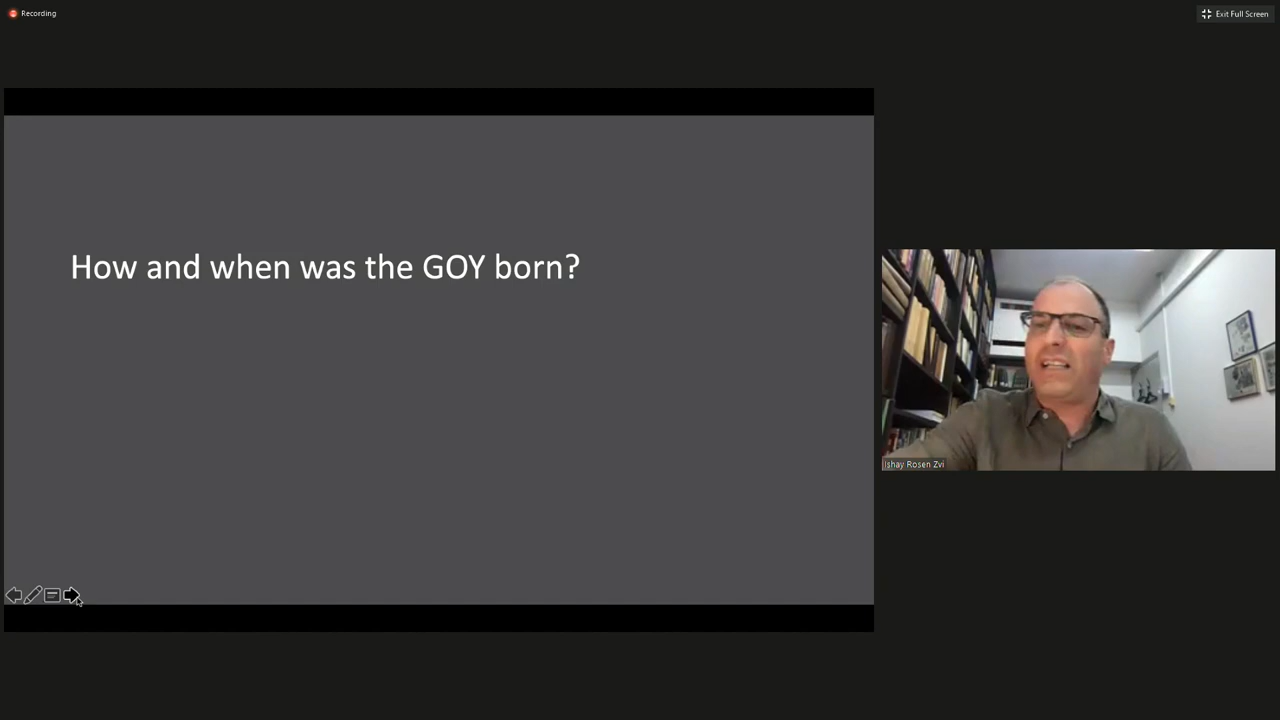 Recording
Exit Full Screen
How and when was the GOY born?
Ishay Rosen Zvi